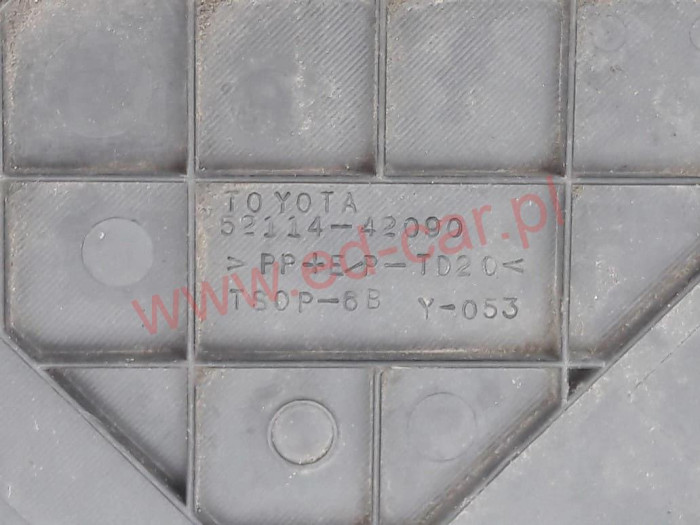 TOYOTA
52114-42090
>PP+E/P-TD20<
TSOP-6B Y-053
www.ed-car.pl